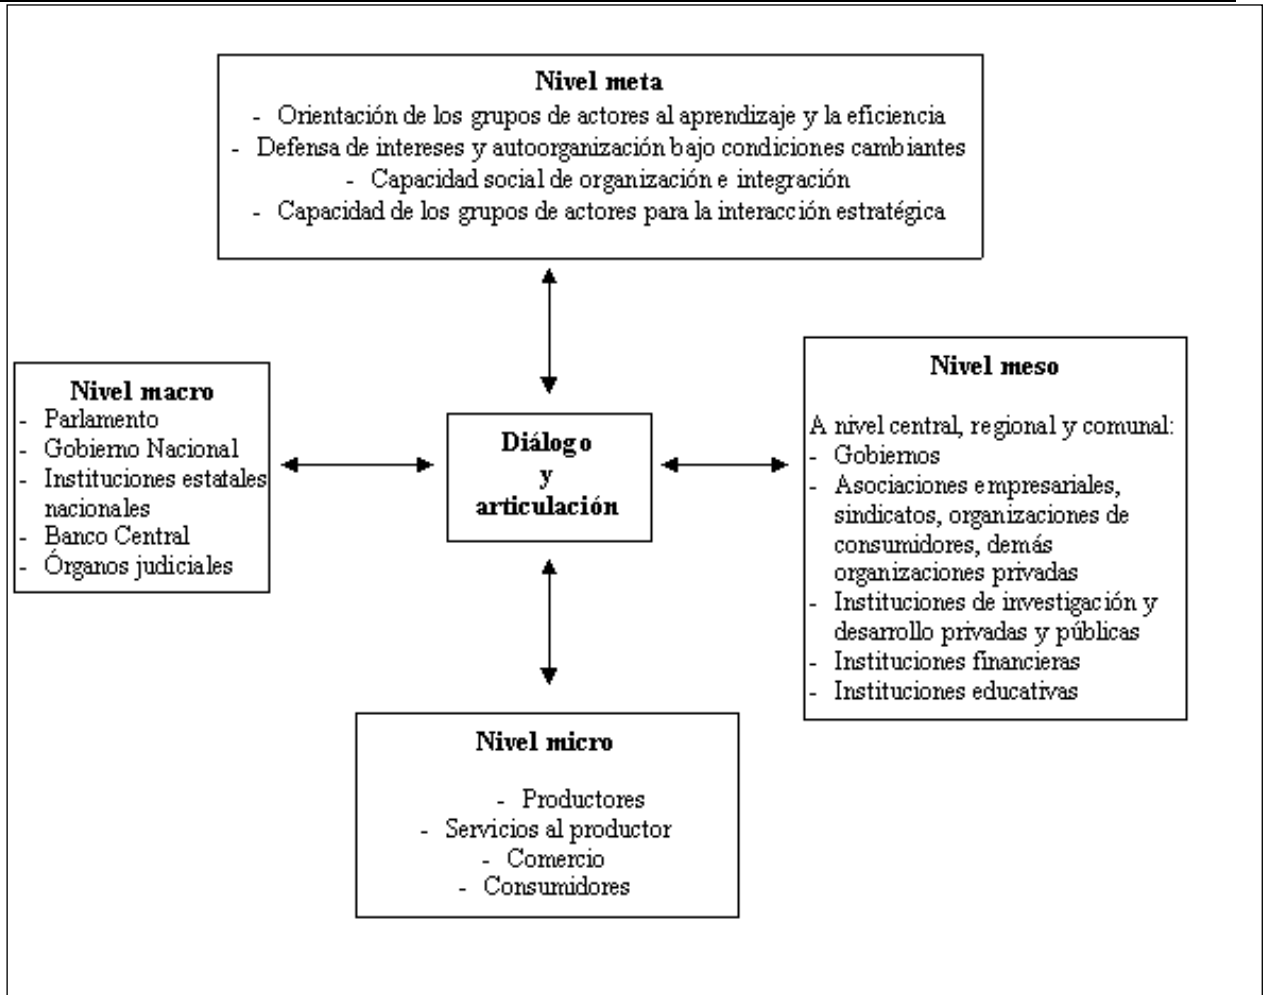 Nivel meta
- Orientación de los grupos de actores al aprendizaje y la eficiencia
- Defensa de intereses y autoorganización bajo condiciones cambiantes
- Capacidad social de organización e integración
- Capacidad de los grupos de actores para la interacción estratégica
Nivel macro
- Parlamento
- Gobierno Nacional
- Instituciones estatales
nacionales
- Banco Central
- Órganos judiciales
Diálogo
y
articulación
Nivel meso
A nivel central, regional y comunal:
- Gobiernos
- Asociaciones empresariales,
sindicatos, organizaciones de
consumidores, demás
organizaciones privadas
- Instituciones de investigación y
desarrollo privadas y públicas
- Instituciones financieras
- Instituciones educativas
Nivel micro
- Productores
- Servicios al productor
- Comercio
- Consumidores